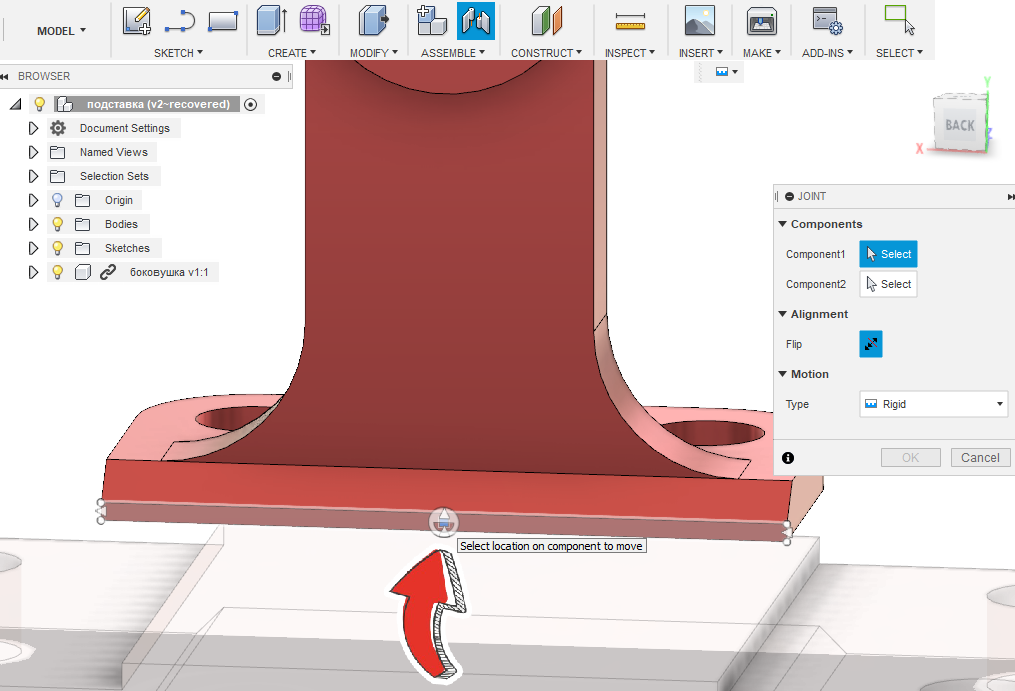 MODEL
SKETCH
CREATE
MODIFY
ASSEMBLE
CONSTRUCT
INSPECT
INSERT
MAKE
ADD-INS
SELECT
BROWSER
подставка (v2~recovered)
Document Settings
Named Views
Selection Sets
Origin
Bodies
Sketches
боковушка v1:1
Y
BACK
X
Z
JOINT
Components
Component1 Select
Component2 Select
Alignment
Flip
Motion
Type Rigid
OK Cancel
Select location on component to move